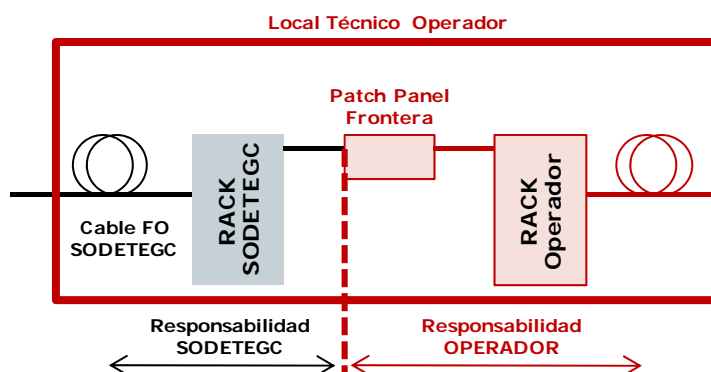 Local Técnico Operador
Patch Panel
Frontera
RACK
SODETEGC
RACK
Operador
Cable FO
SODETEGC
Responsabilidad
SODETEGC
Responsabilidad
OPERADOR